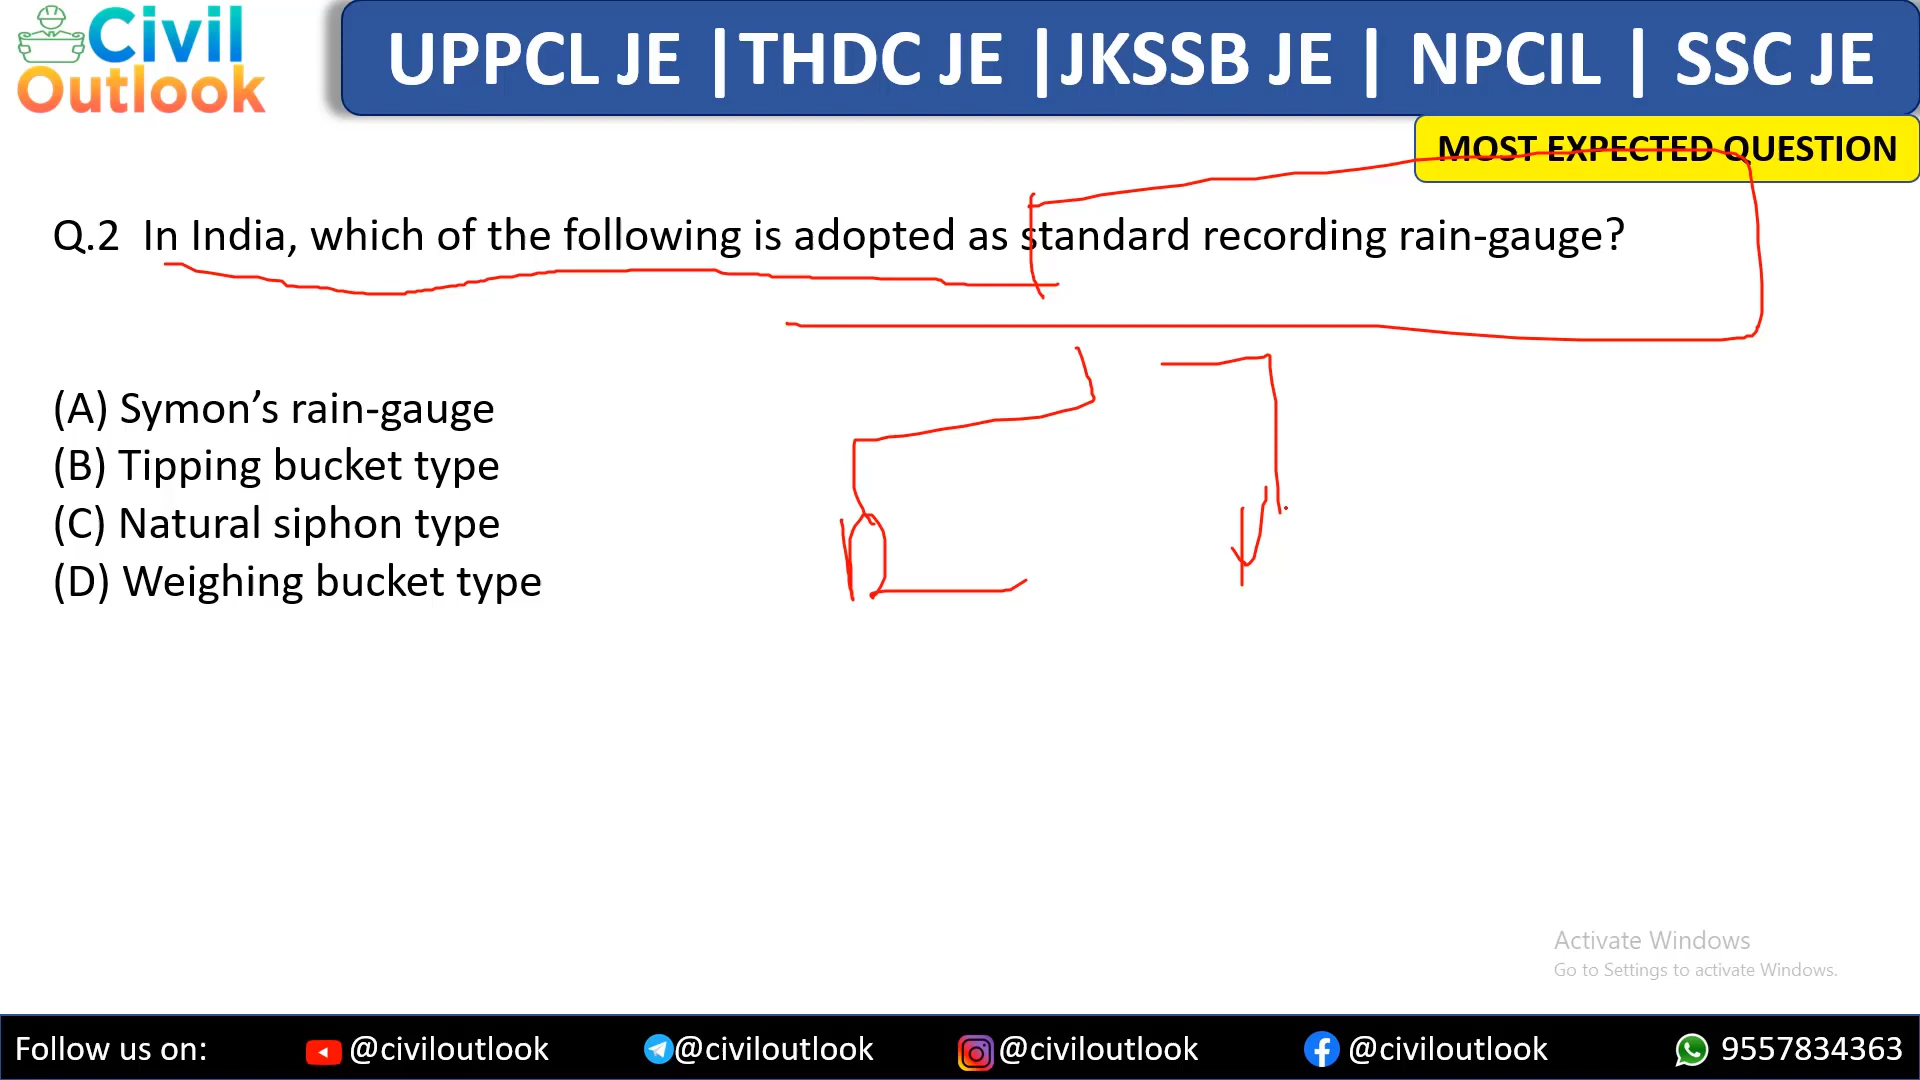 Civil
Outlook
UPPCL JE |THDC JE |JKSSB JE | NPCIL | SSC JE
MOST EXPECTED QUESTION
Q.2 In India, which of the following is adopted as standard recording rain-gauge?
(A) Symon’s rain-gauge
(B) Tipping bucket type
(C) Natural siphon type
(D) Weighing bucket type
Activate Windows
Go to Settings to activate Windows.
Follow us on: @civiloutlook @civiloutlook @civiloutlook @civiloutlook 9557834363